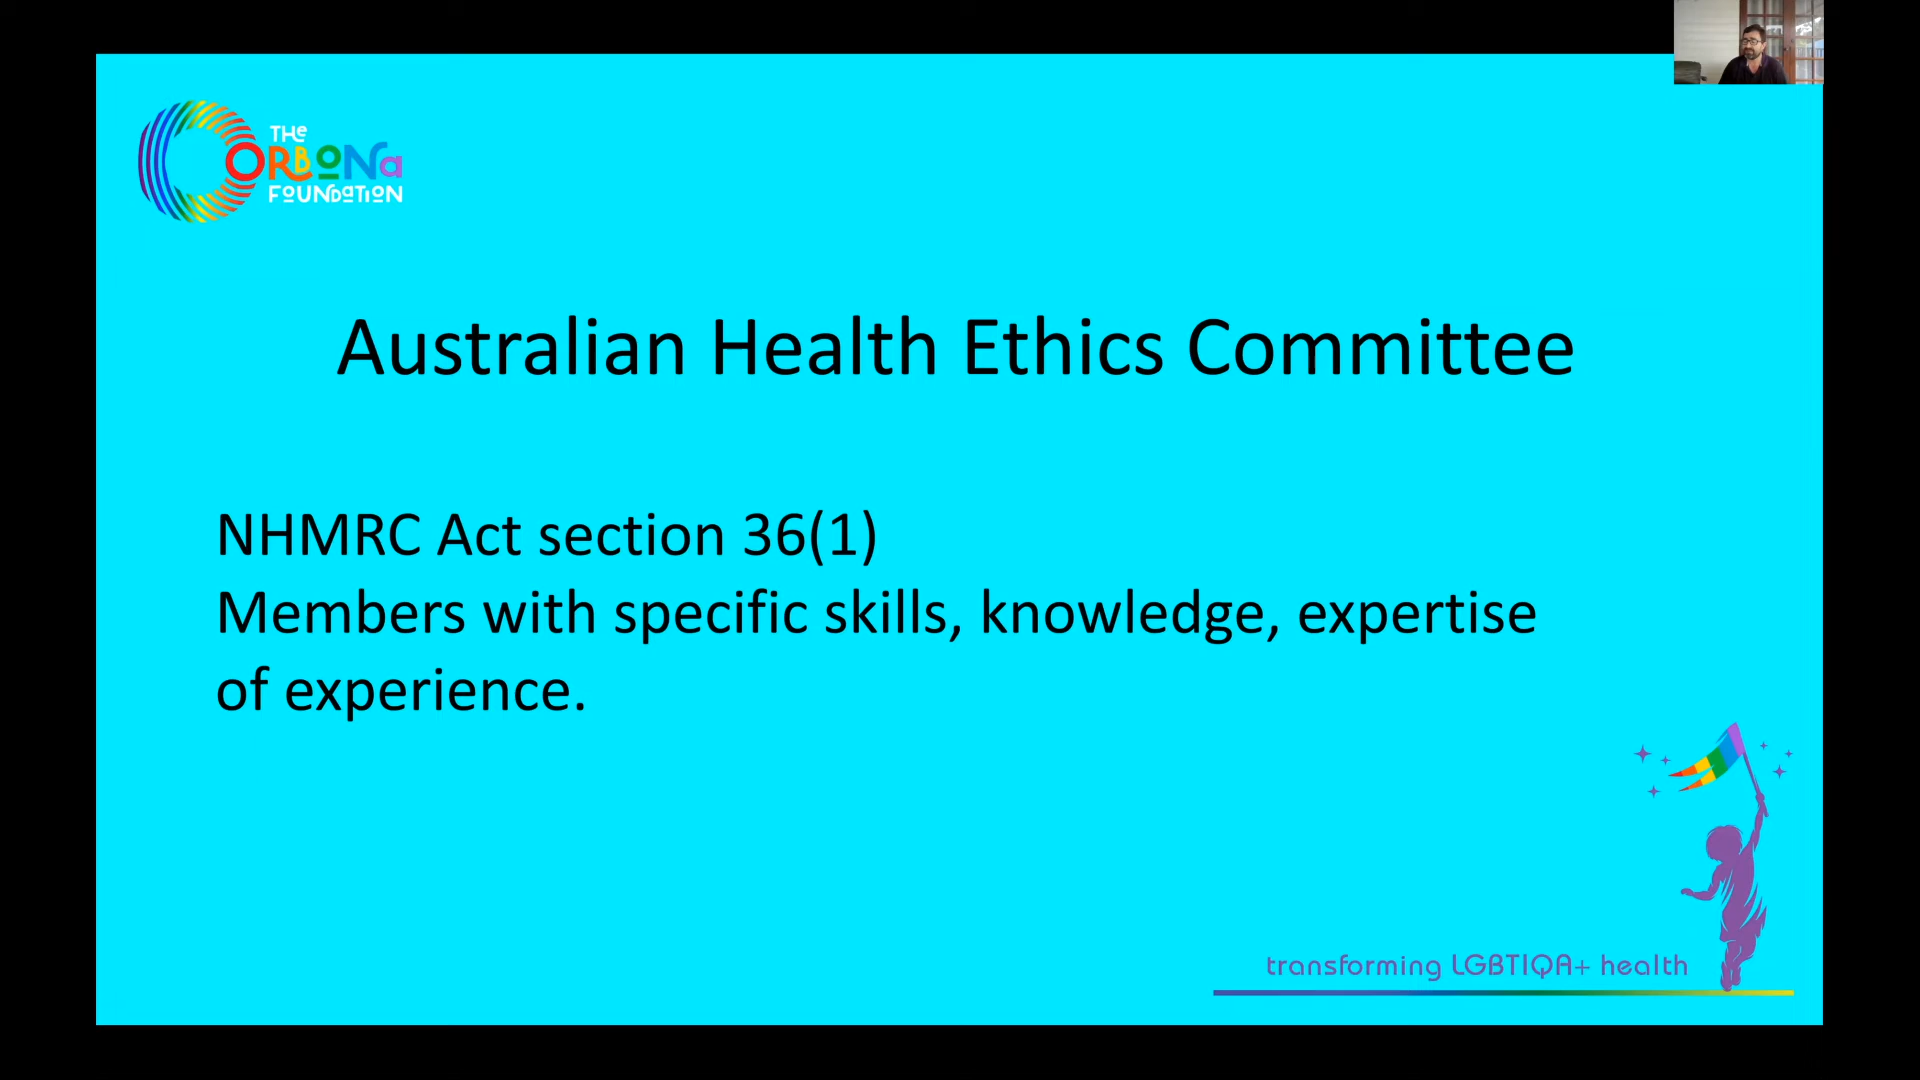 THe
ORBONa
FOUNDaTION
Australian Health Ethics Committee
NHMRC Act section 36(1)
Members with specific skills, knowledge, expertise
of experience.
transforming LGBTIQA+ health